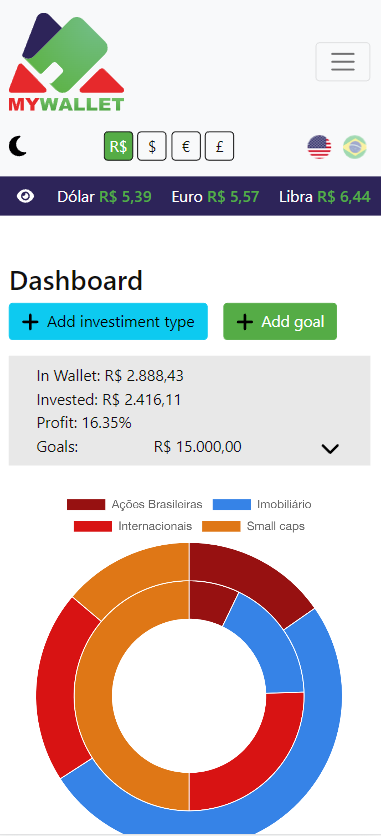 MYWALLET
R$ $ € £
Dólar R$ 5,39 Euro R$ 5,57 Libra R$ 6,44
Dashboard
+ Add investiment type + Add goal
In Wallet: R$ 2.888,43
Invested: R$ 2.416,11
Profit: 16.35%
Goals: R$ 15.000,00
Ações Brasileiras Imobiliário
Internacionais Small caps